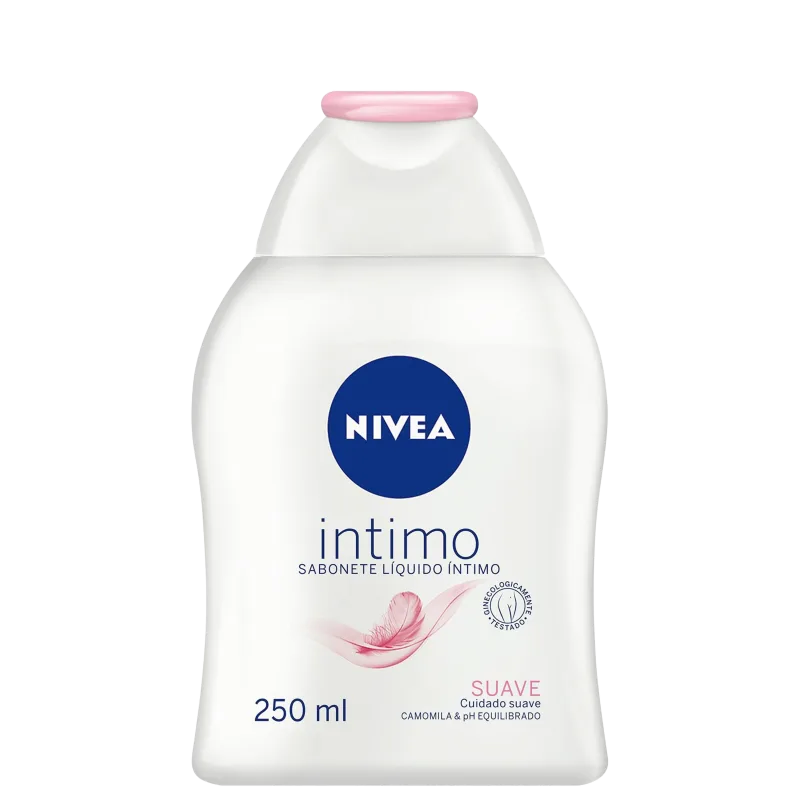 NIVEA
intimo
SABONETE LÍQUIDO ÍNTIMO
GINECOLOGICAMENTE
• TESTADO •
SUAVE
Cuidado suave
CAMOMILA & pH EQUILIBRADO
250 ml